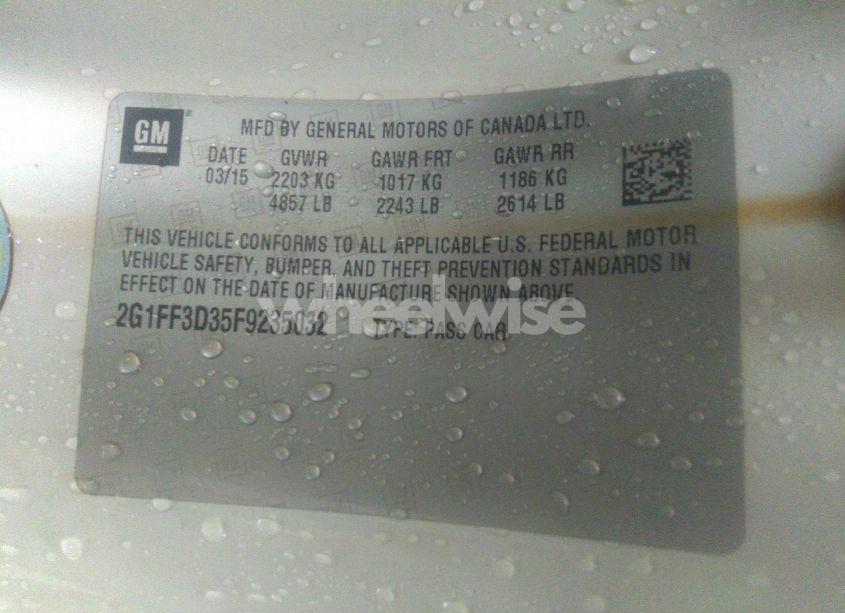 GM
MFD BY GENERAL MOTORS OF CANADA LTD.
DATE GVWR GAWR FRT GAWR RR
03/15 2203 KG 1017 KG 1186 KG
4857 LB 2243 LB 2614 LB
THIS VEHICLE CONFORMS TO ALL APPLICABLE U.S. FEDERAL MOTOR
VEHICLE SAFETY, BUMPER, AND THEFT PREVENTION STANDARDS IN
EFFECT ON THE DATE OF MANUFACTURE SHOWN ABOVE.
wheelwise
2G1FF3D35F9235032 TYPE: PASS CAR